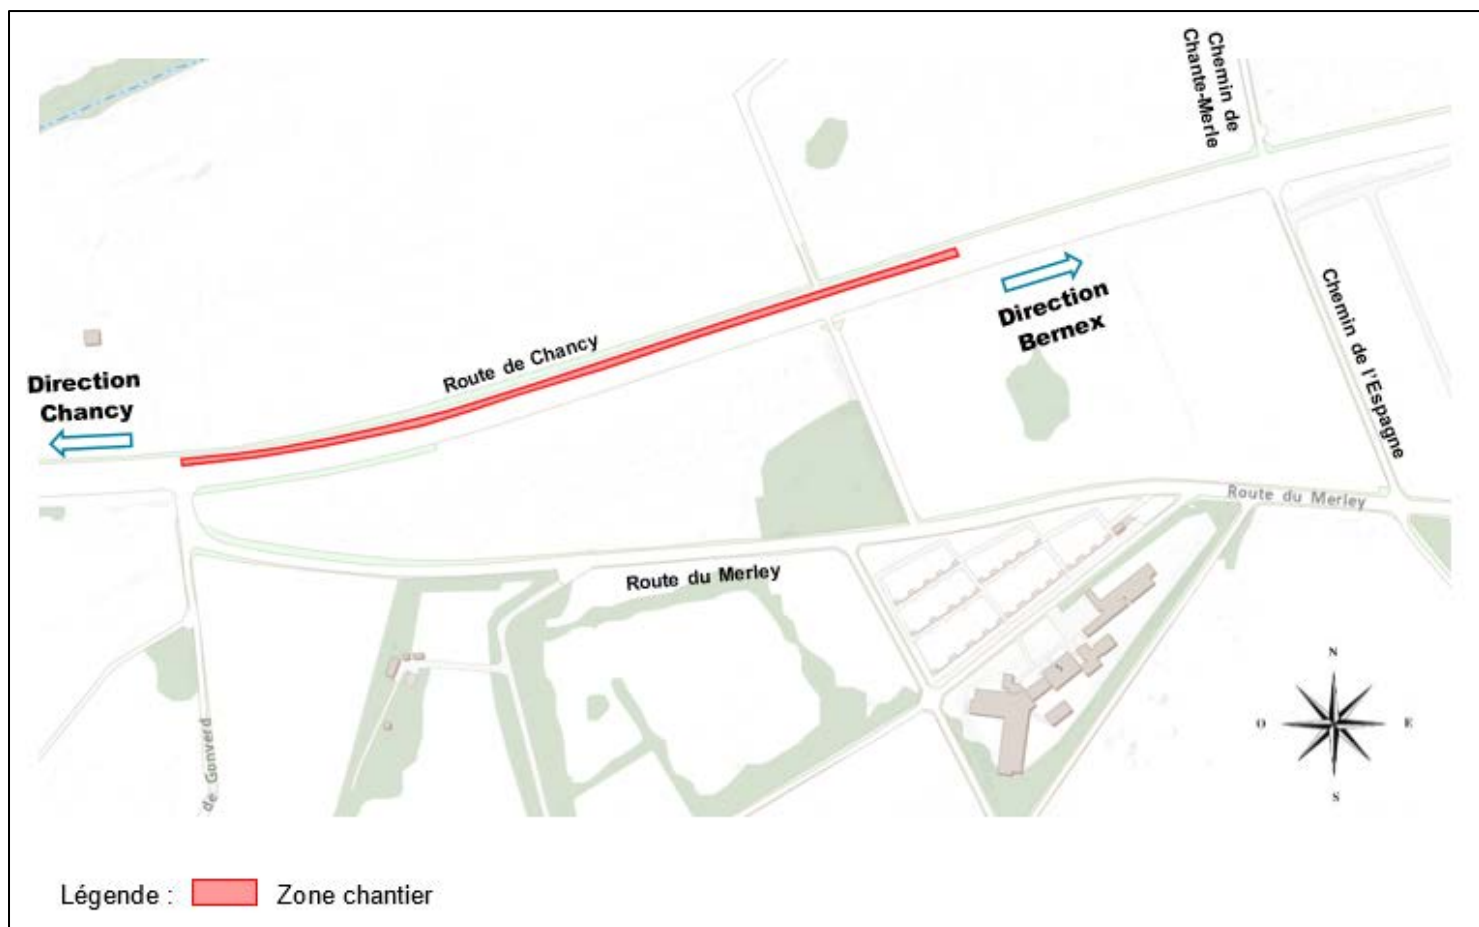 Chemin de
Chante-Merle
Direction
Bernex
Route de Chancy
Chemin de l'Espagne
Direction
Chancy
Route du Merley
Route du Merley
de Gonverd
N
O
E
S
Légende :
Zone chantier